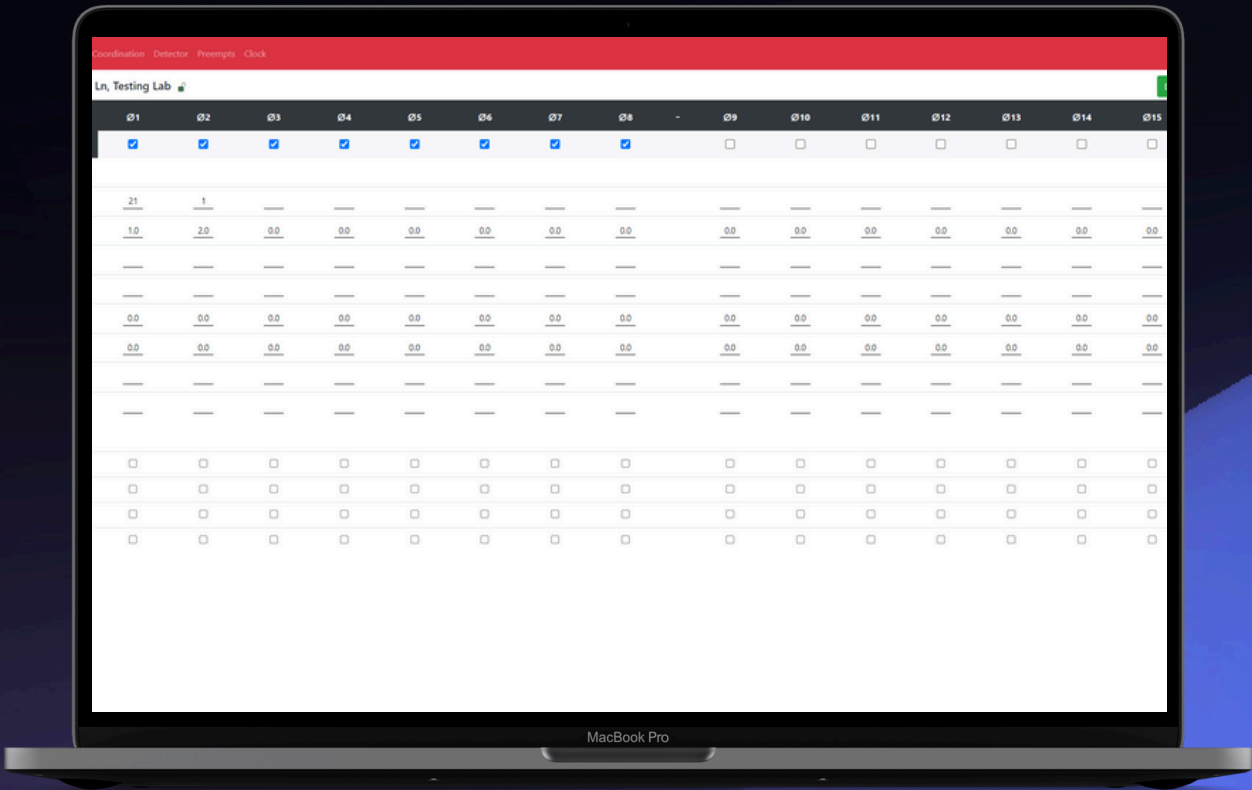 Coordination Detector Preempts Clock
Ln, Testing Lab
Ø1 Ø2 Ø3 Ø4 Ø5 Ø6 Ø7 Ø8 - Ø9 Ø10 Ø11 Ø12 Ø13 Ø14 Ø15
21 1
1.0 2.0 0.0 0.0 0.0 0.0 0.0 0.0 0.0 0.0 0.0 0.0 0.0 0.0 0.0
0.0 0.0 0.0 0.0 0.0 0.0 0.0 0.0 0.0 0.0 0.0 0.0 0.0 0.0 0.0
0.0 0.0 0.0 0.0 0.0 0.0 0.0 0.0 0.0 0.0 0.0 0.0 0.0 0.0 0.0
MacBook Pro